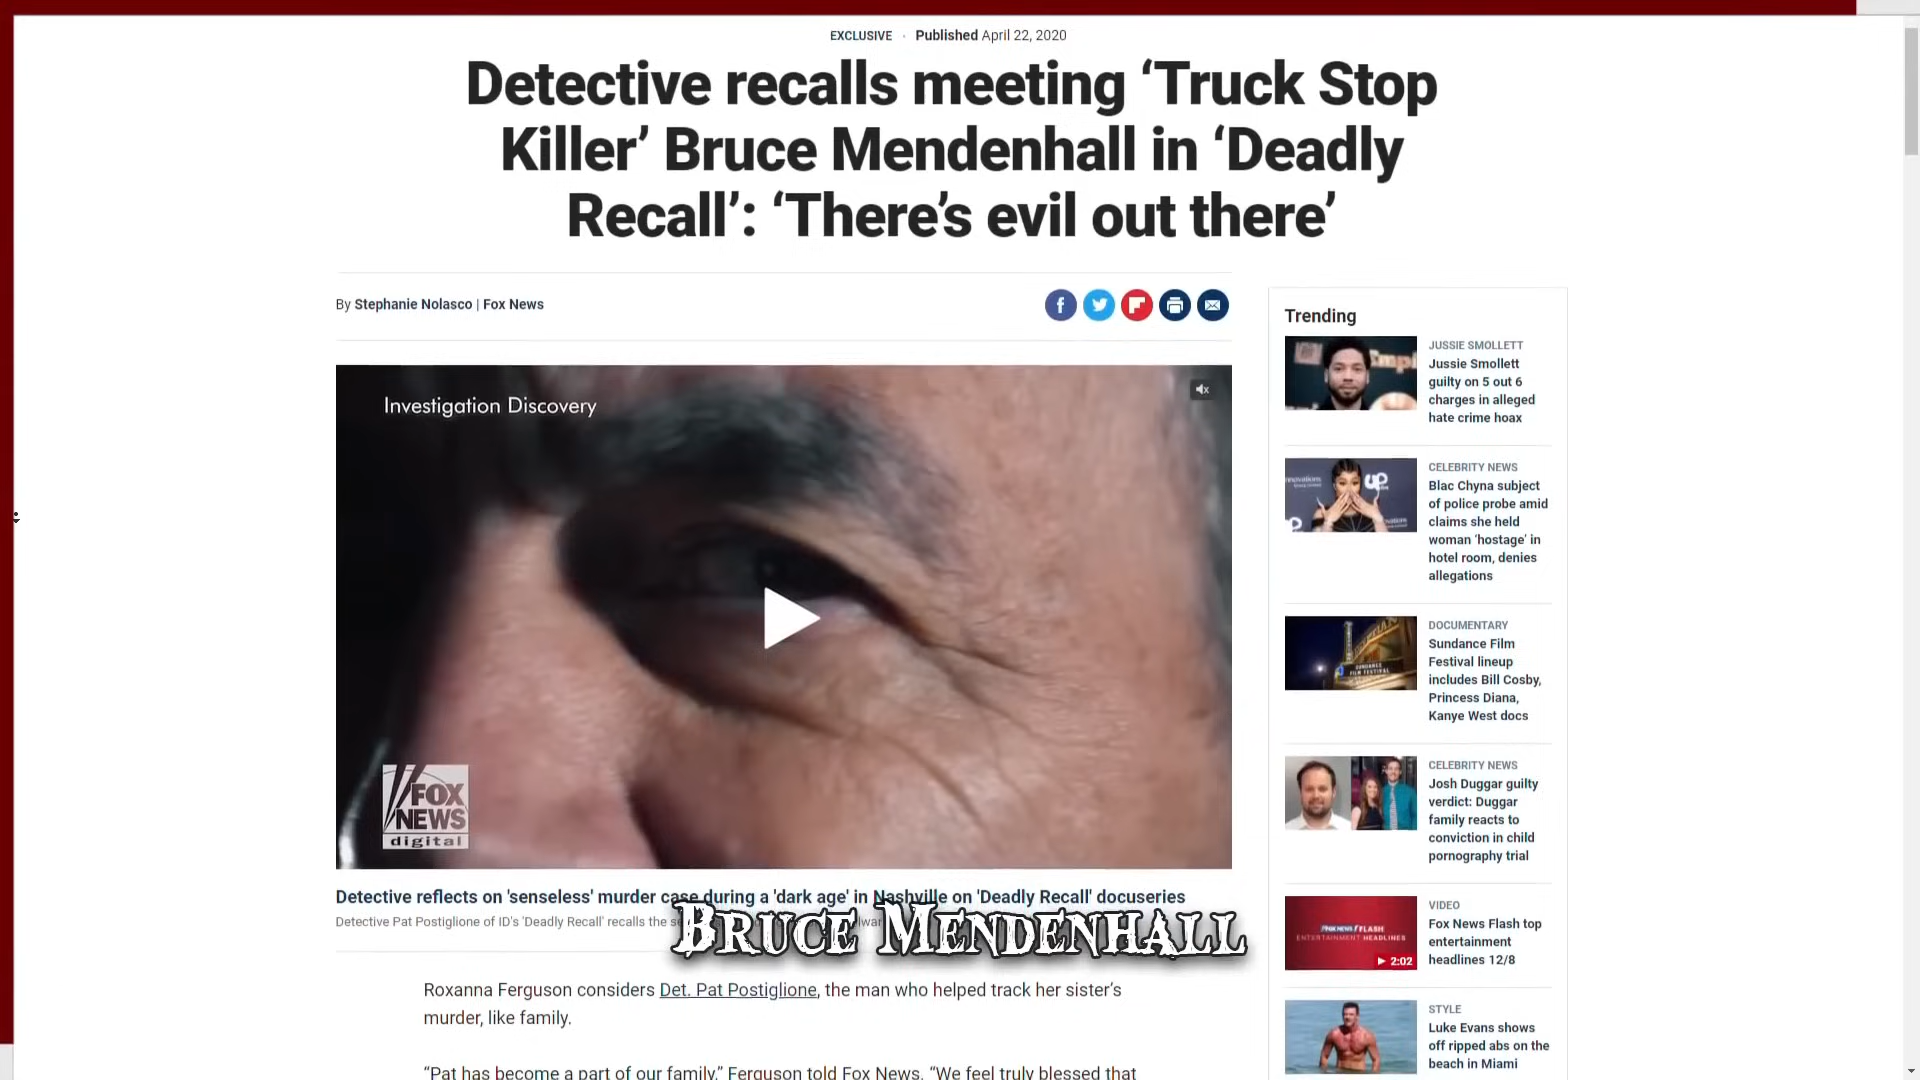 EXCLUSIVE · Published April 22, 2020
Detective recalls meeting ‘Truck Stop
Killer’ Bruce Mendenhall in ‘Deadly
Recall’: ‘There’s evil out there’
By Stephanie Nolasco | Fox News
Investigation Discovery
FOX
NEWS
digital
Detective reflects on 'senseless' murder case during a 'dark age' in Nashville on 'Deadly Recall' docuseries
Detective Pat Postiglione of ID's 'Deadly Recall' recalls the
BRUCE MENDENHALL
Roxanna Ferguson considers Det. Pat Postiglione, the man who helped track her sister’s
murder, like family.
“Pat has become a part of our family,” Ferguson told Fox News. “We feel truly blessed that
Trending
JUSSIE SMOLLETT
Jussie Smollett
guilty on 5 out 6
charges in alleged
hate crime hoax
CELEBRITY NEWS
Blac Chyna subject
of police probe amid
claims she held
woman 'hostage' in
hotel room, denies
allegations
DOCUMENTARY
Sundance Film
Festival lineup
includes Bill Cosby,
Princess Diana,
Kanye West docs
SUNDANCE
FILM FESTIVAL
CELEBRITY NEWS
Josh Duggar guilty
verdict: Duggar
family reacts to
conviction in child
pornography trial
VIDEO
Fox News Flash top
entertainment
headlines 12/8
FOX NEWS FLASH
ENTERTAINMENT HEADLINES
2:02
STYLE
Luke Evans shows
off ripped abs on the
beach in Miami